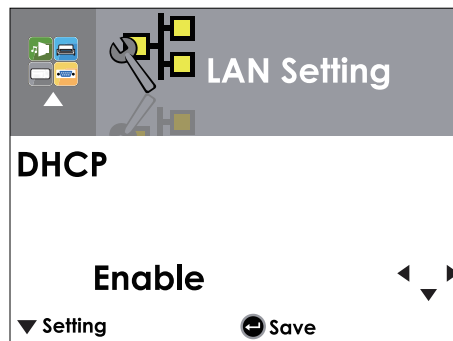 LAN Setting
DHCP
Enable
Setting
Save